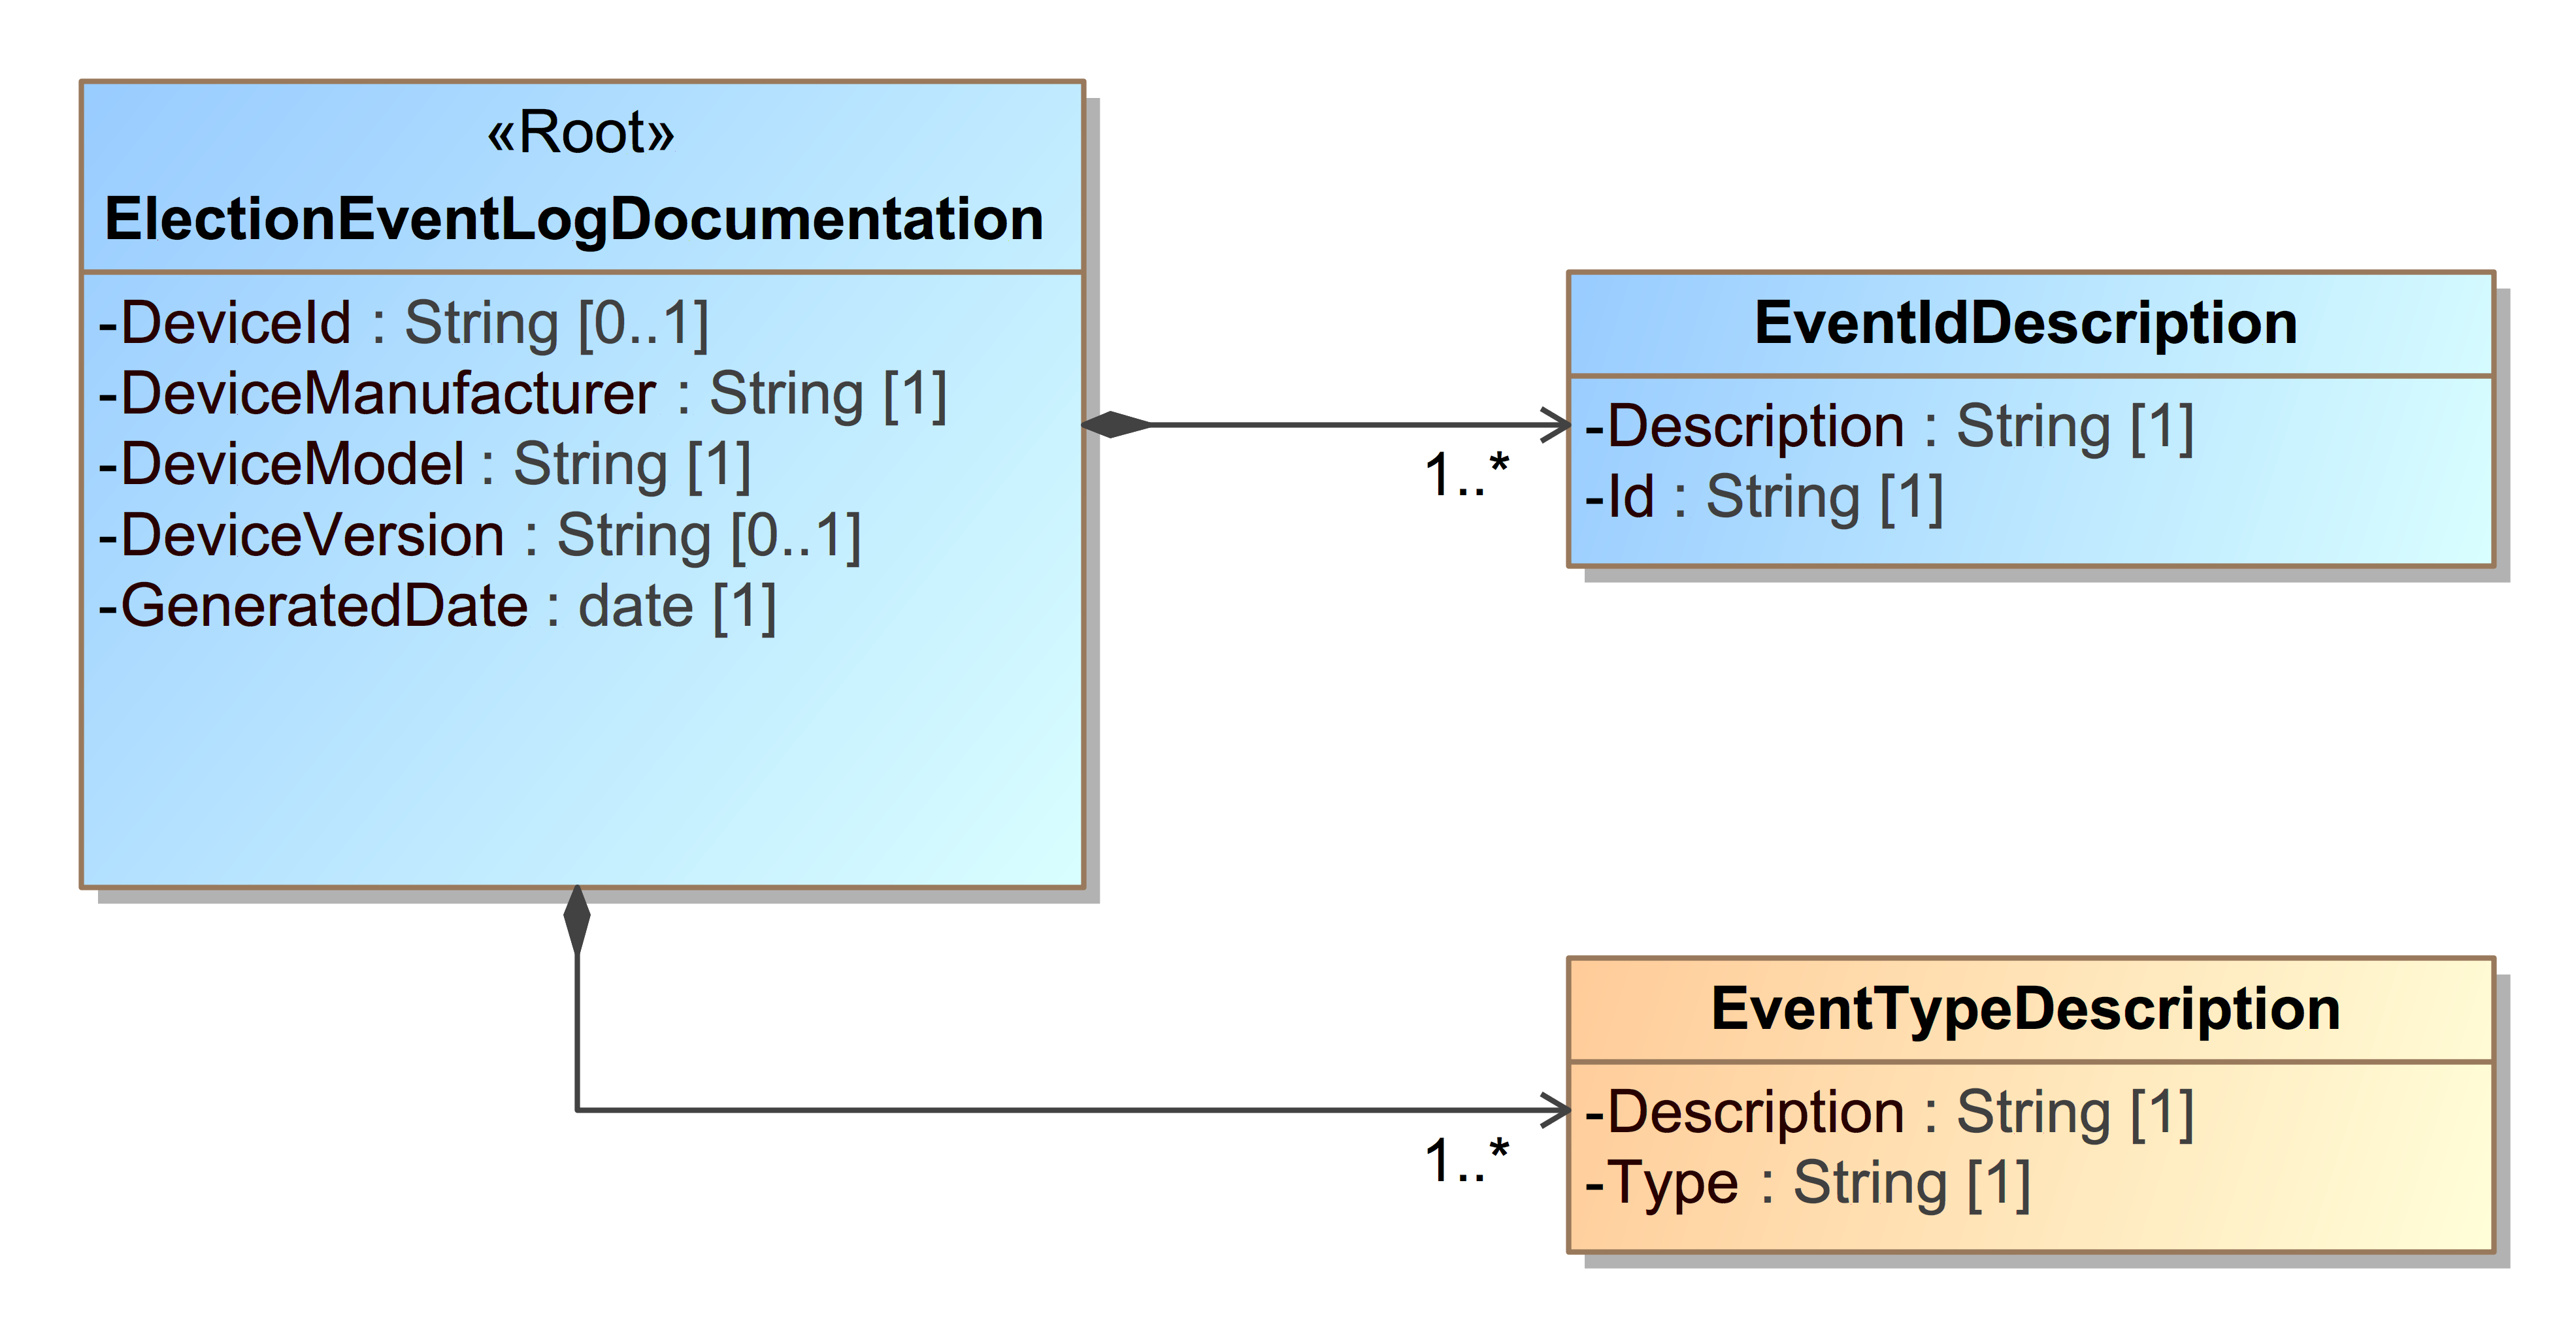 «Root»
ElectionEventLogDocumentation
-DeviceId : String [0..1]
-DeviceManufacturer : String [1]
-DeviceModel : String [1]
-DeviceVersion : String [0..1]
-GeneratedDate : date [1]
1..*
EventIdDescription
-Description : String [1]
-Id : String [1]
1..*
EventTypeDescription
-Description : String [1]
-Type : String [1]